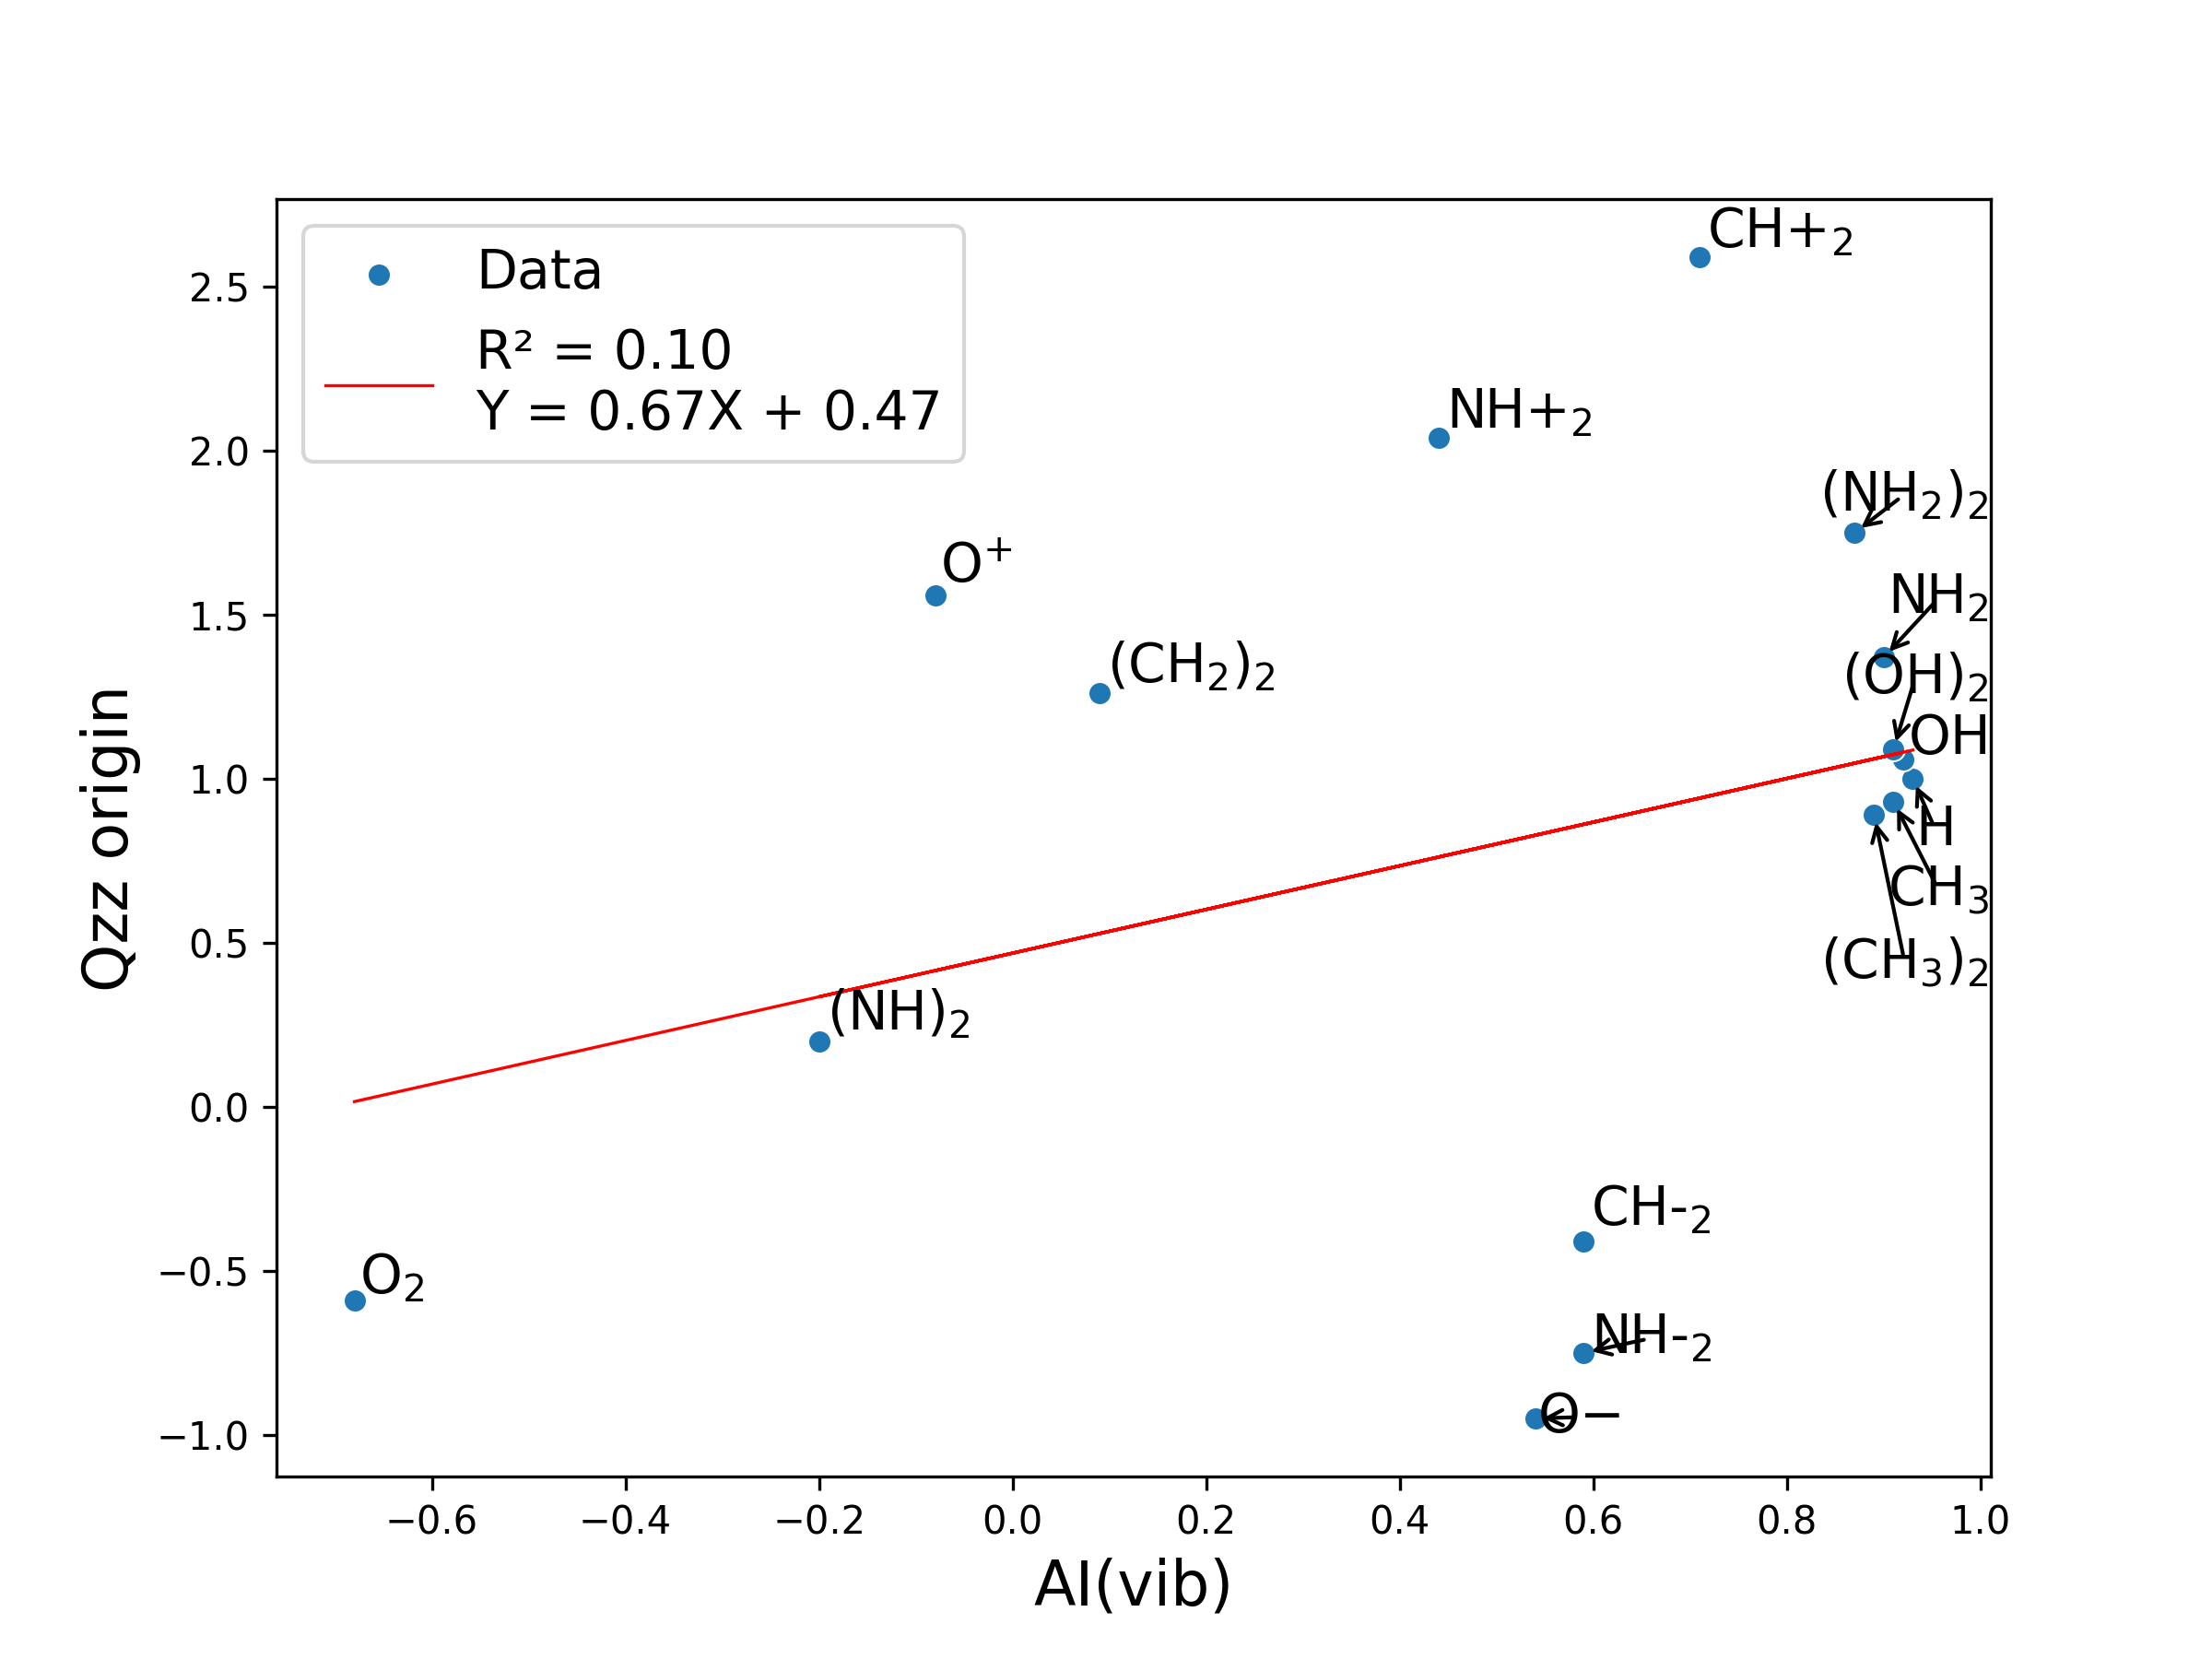 Data
R² = 0.10
Y = 0.67X + 0.47
CH+₂
NH+₂
(NH₂)₂
O⁺
NH₂
(CH₂)₂
(OH)₂
OH
H
CH₃
(CH₃)₂
(NH)₂
CH-₂
O₂
NH-₂
O−
2.5
2.0
1.5
1.0
0.5
0.0
−0.5
−1.0
Qzz origin
−0.6 −0.4 −0.2 0.0 0.2 0.4 0.6 0.8 1.0
AI(vib)